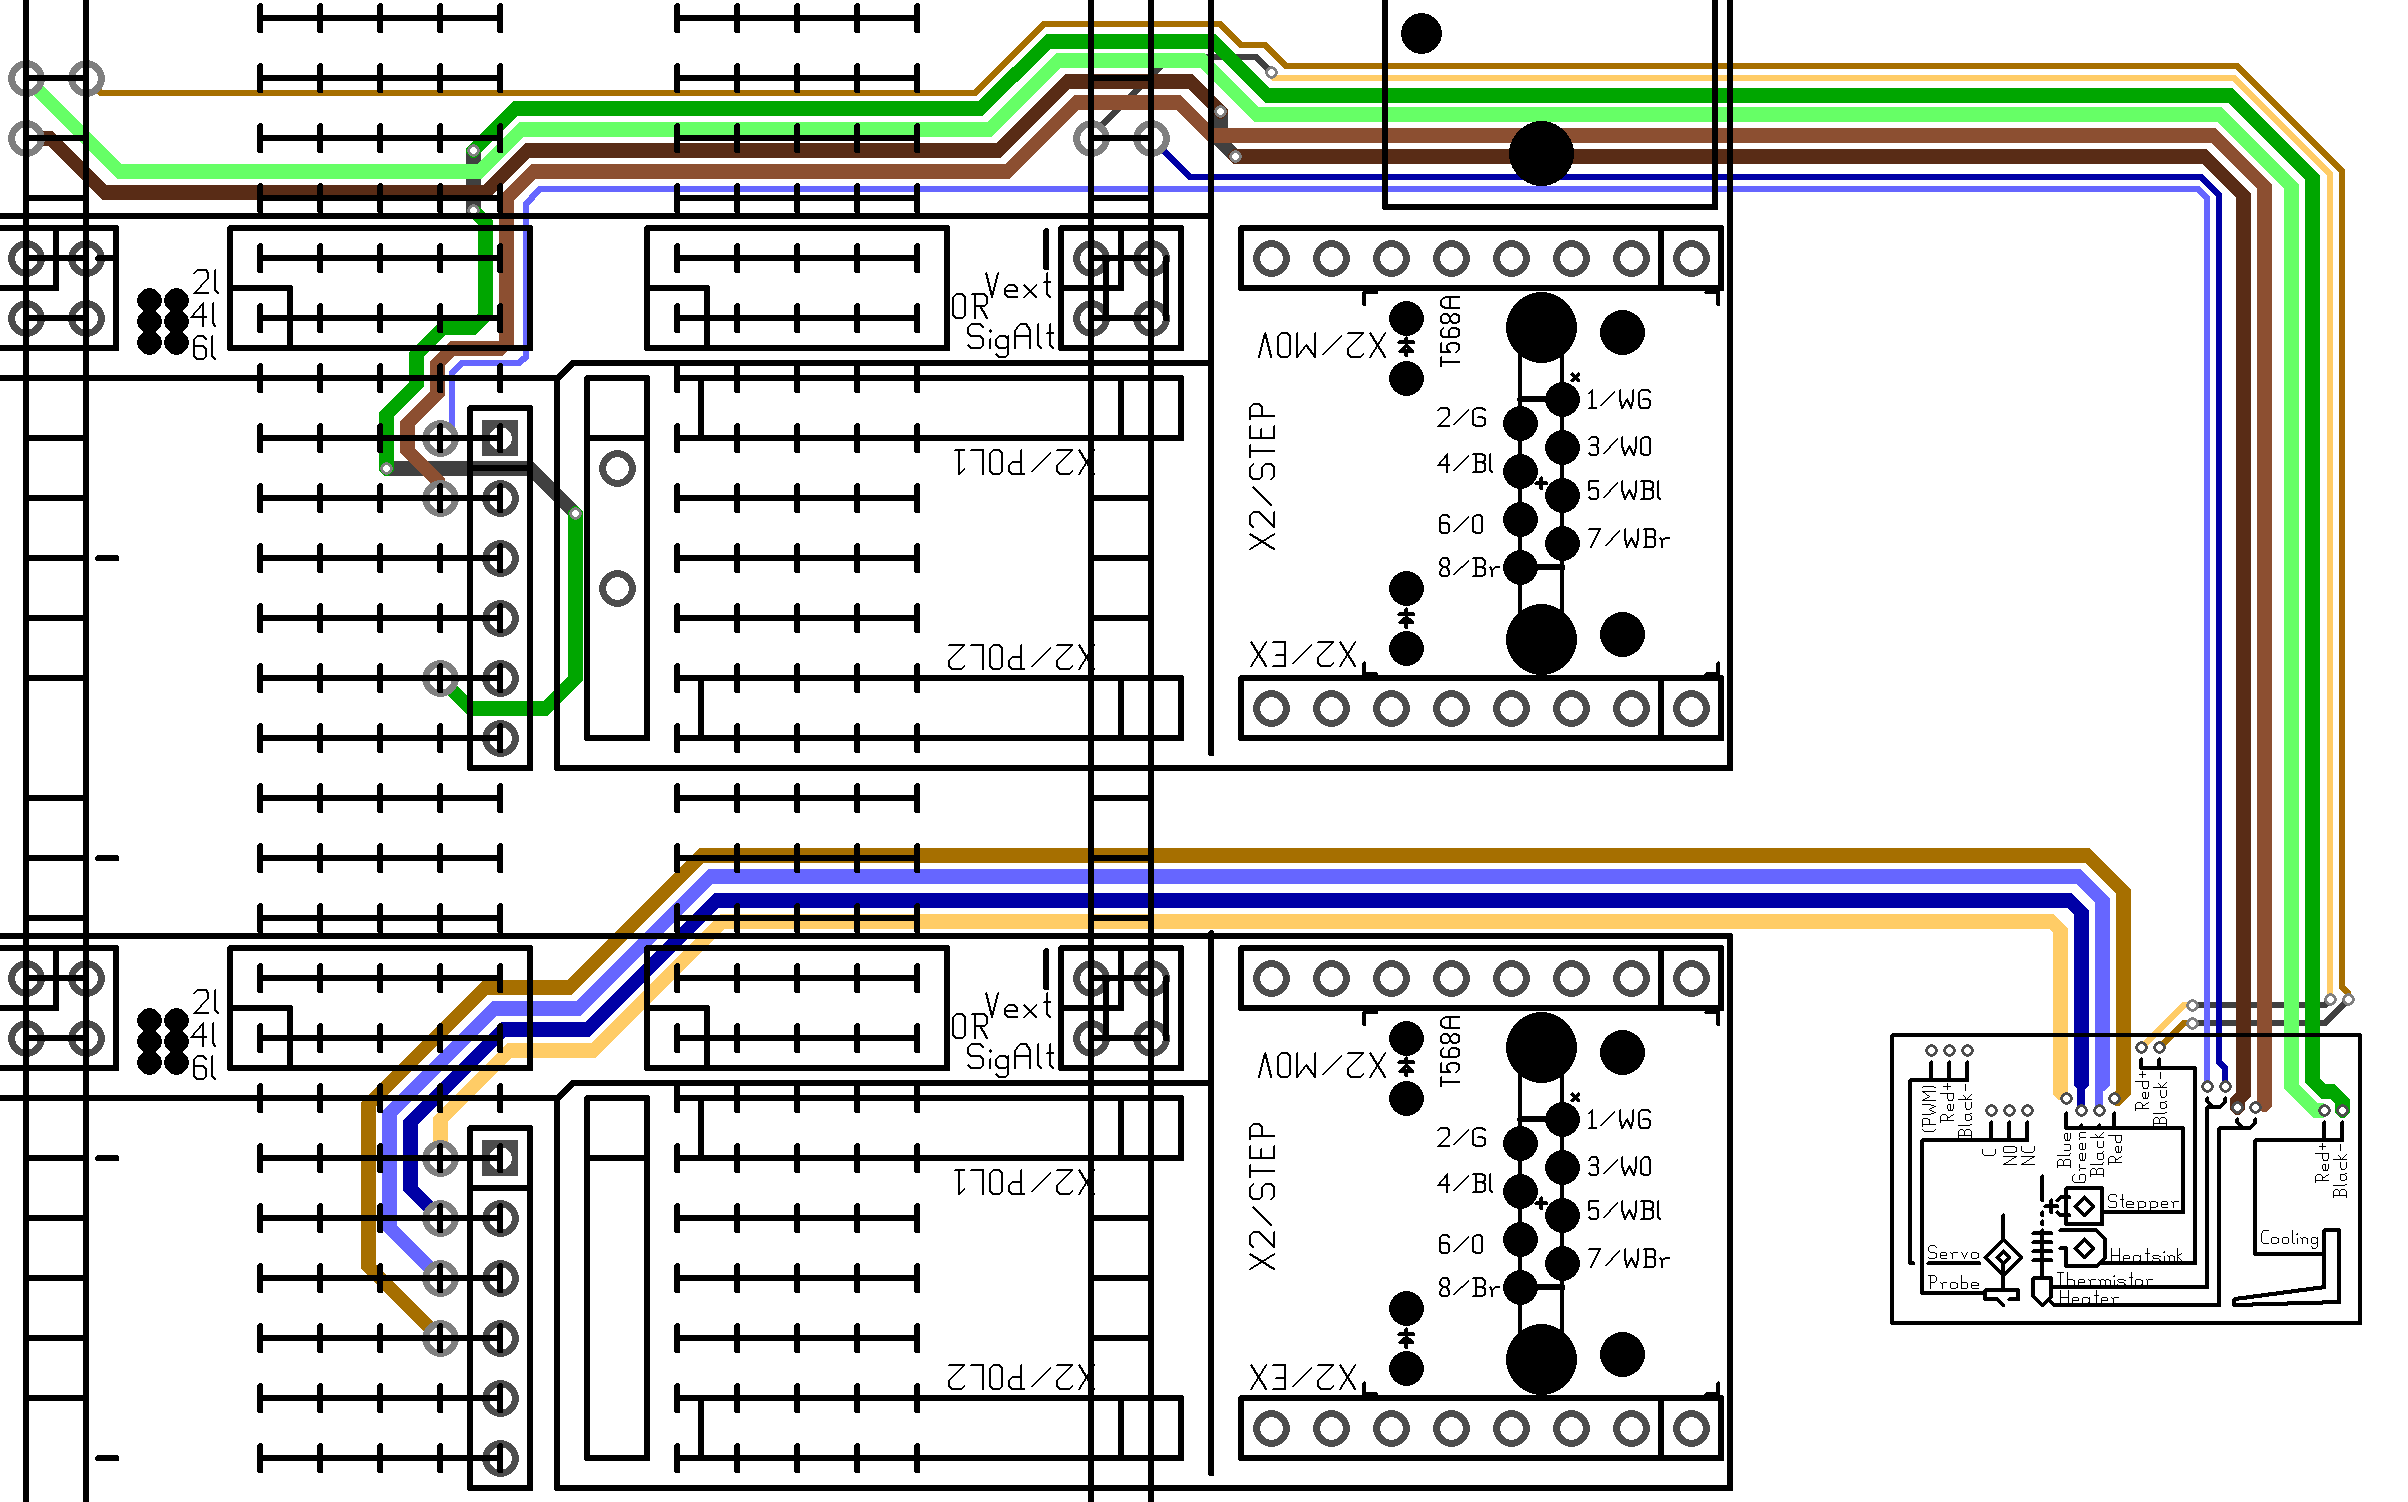 2l
4l
6l
Vext
OR
SigAlt
X2/MOV
T568A
X2/STEP
1/WG
2/G
3/WO
4/Bl
5/WBl
6/O
7/WBr
8/Br
X2/POL1
X2/POL2
X2/EX
2l
4l
6l
Vext
OR
SigAlt
X2/MOV
T568A
X2/STEP
1/WG
2/G
3/WO
4/Bl
5/WBl
6/O
7/WBr
8/Br
X2/POL1
X2/POL2
X2/EX
(PWM)
Red+
Black-
C
NO
NC
Blue
Green
Black
Red
Red+
Black-
Red+
Black-
Stepper
Cooling
Servo
Heatsink
Probe
Thermistor
Heater